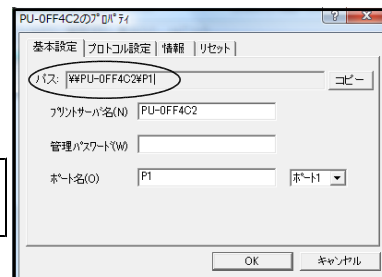 PU-0FF4C2のﾌﾟﾛﾊﾟﾃｨ
基本設定 ﾌﾟﾛﾄｺﾙ設定 情報 ﾘｾｯﾄ
パス: ¥¥PU-0FF4C2¥P1 コピー
ﾌﾟﾘﾝﾄｻｰﾊﾞ名(N) PU-0FF4C2
管理ﾊﾟｽﾜｰﾄﾞ(W)
ﾎﾟｰﾄ名(O) P1 ﾎﾟｰﾄ1
OK キャンセル